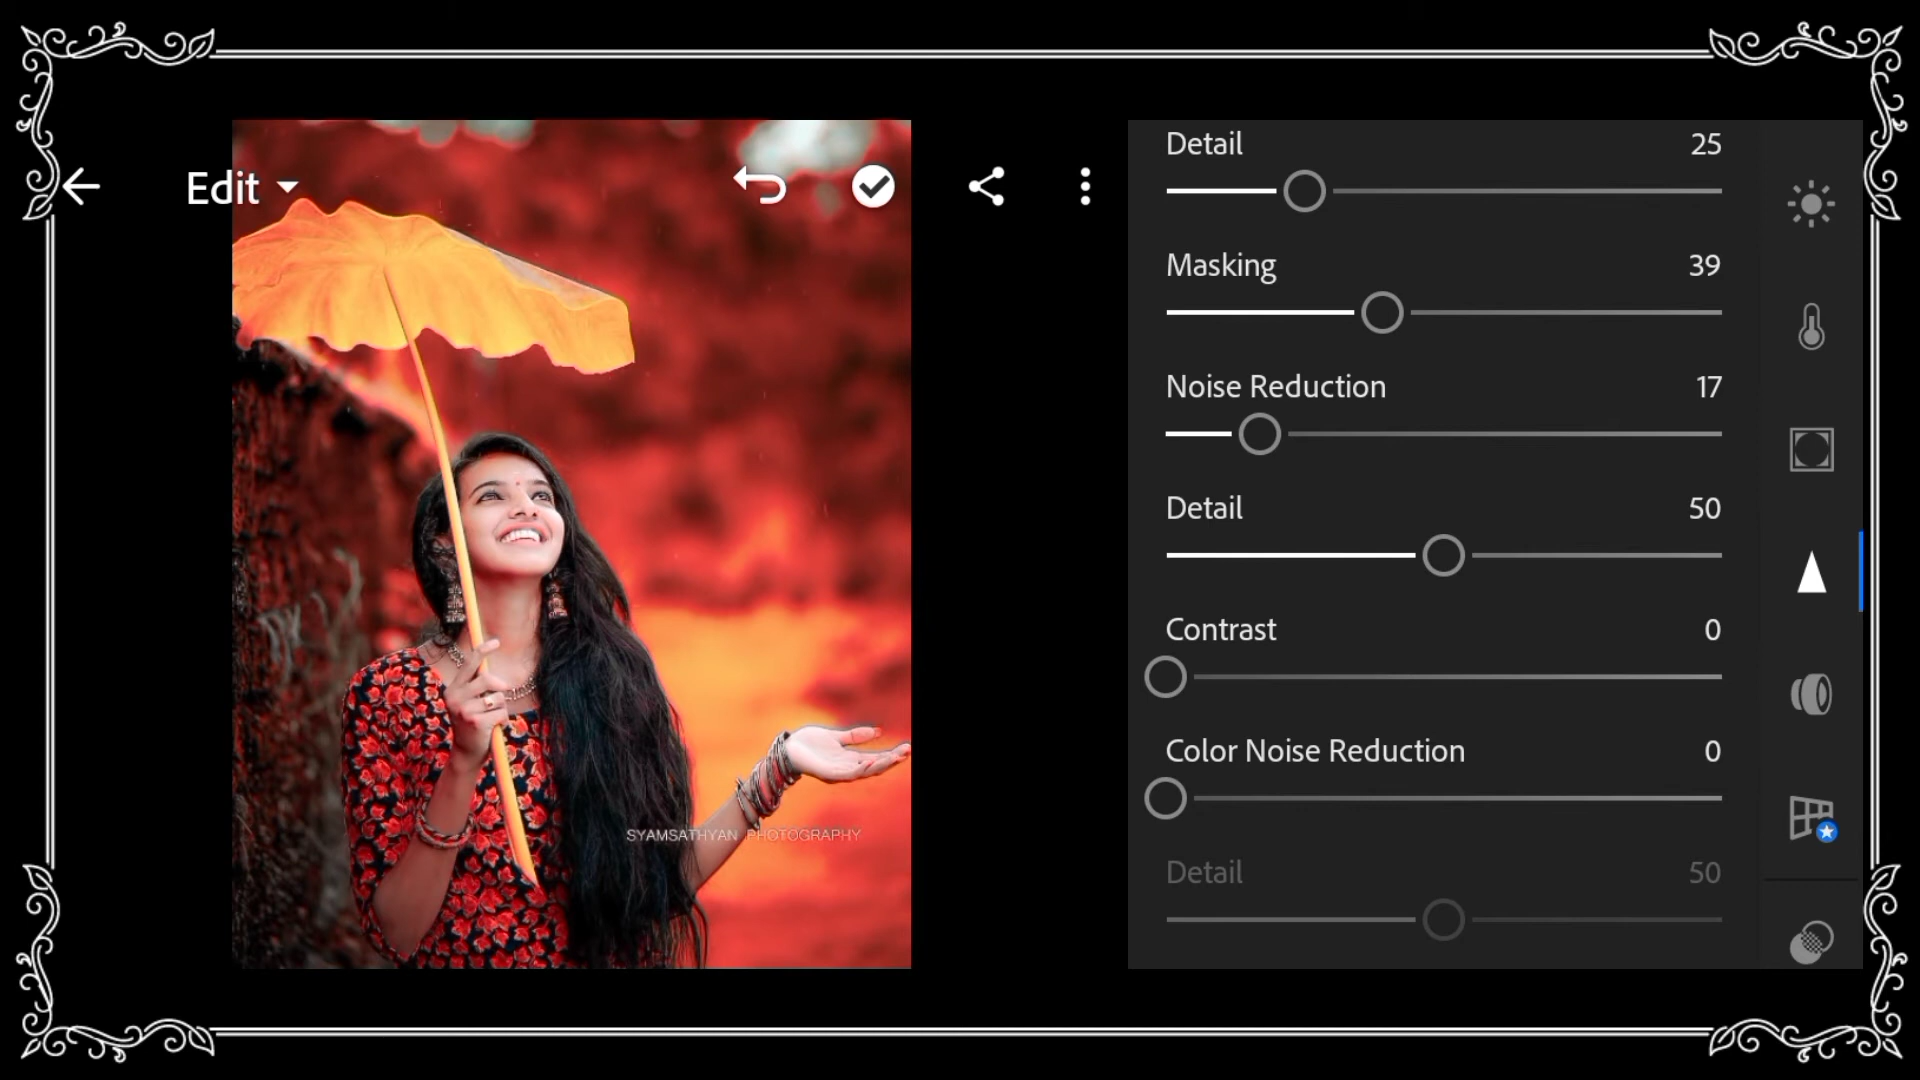 Edit
SYAMSATHYAN PHOTOGRAPHY
Detail 25
Masking 39
Noise Reduction 17
Detail 50
Contrast 0
Color Noise Reduction 0
Detail 50